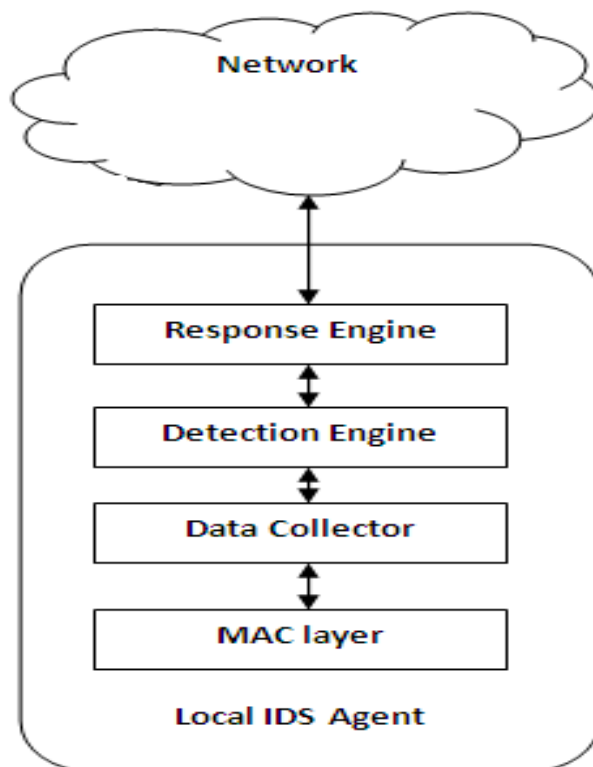 Network
Response Engine
Detection Engine
Data Collector
MAC layer
Local IDS Agent